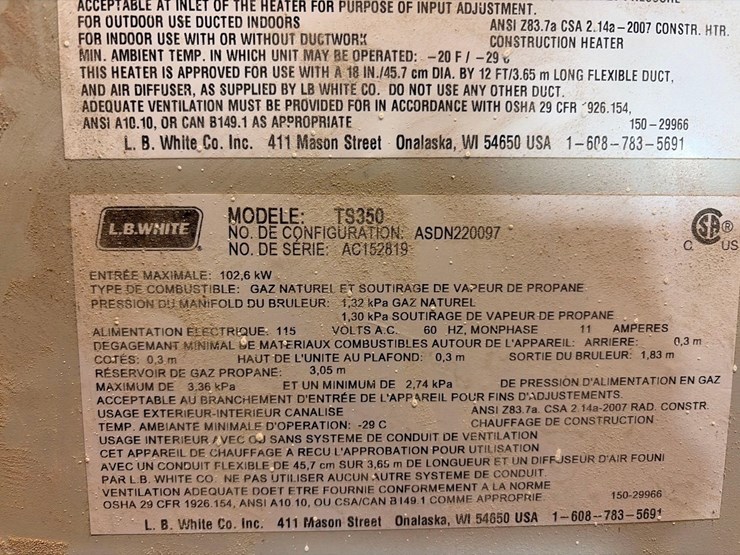 ACCEPTABLE AT INLET OF THE HEATER FOR PURPOSE OF INPUT ADJUSTMENT.
FOR OUTDOOR USE DUCTED INDOORS ANSI Z83.7a CSA 2.14a-2007 CONSTR. HTR.
FOR INDOOR USE WITH OR WITHOUT DUCTWORK CONSTRUCTION HEATER
MIN. AMBIENT TEMP. IN WHICH UNIT MAY BE OPERATED: -20 F / -29
THIS HEATER IS APPROVED FOR USE WITH A 18 IN./45.7 cm DIA. BY 12 FT/3.65 m LONG FLEXIBLE DUCT,
AND AIR DIFFUSER, AS SUPPLIED BY LB WHITE CO. DO NOT USE ANY OTHER DUCT.
ADEQUATE VENTILATION MUST BE PROVIDED FOR IN ACCORDANCE WITH OSHA 29 CFR 1926.154,
ANSI A10.10, OR CAN B149.1 AS APPROPRIATE 150-29966
L. B. White Co. Inc. 411 Mason Street Onalaska, WI 54650 USA 1-608-783-5691
L.B.WHITE
MODELE: TS350
NO. DE CONFIGURATION: ASDN220097
NO. DE SÉRIE: AC152819
SA ® C US
ENTRÉE MAXIMALE: 102,6 kW
TYPE DE COMBUSTIBLE: GAZ NATUREL ET SOUTIRAGE DE VAPEUR DE PROPANE
PRESSION DU MANIFOLD DU BRULEUR: 1,32 kPa GAZ NATUREL
1,30 kPa SOUTIRAGE DE VAPEUR DE PROPANE
ALIMENTATION ELECTRIQUE: 115 VOLTS A.C. 60 HZ, MONPHASE 11 AMPERES
DEGAGEMANT MINIMAL DE MATERIAUX COMBUSTIBLES AUTOUR DE L'APPAREIL: ARRIERE: 0,3 m
COTÉS: 0,3 m HAUT DE L'UNITE AU PLAFOND: 0,3 m SORTIE DU BRULEUR: 1,83 m
RÉSERVOIR DE GAZ PROPANE: 3,05 m
MAXIMUM DE 3,36 kPa ET UN MINIMUM DE 2,74 kPa DE PRESSION D'ALIMENTATION EN GAZ
ACCEPTABLE AU BRANCHEMENT D'ENTRÉE DE L'APPAREIL POUR FINS D'ADJUSTEMENTS.
USAGE EXTERIEUR-INTERIEUR CANALISE ANSI Z83.7a CSA 2.14a-2007 RAD. CONSTR.
TEMP. AMBIANTE MINIMALE D'OPERATION: -29 C CHAUFFAGE DE CONSTRUCTION
USAGE INTERIEUR AVEC OU SANS SYSTEME DE CONDUIT DE VENTILATION
CET APPAREIL DE CHAUFFAGE A RECU L'APPROBATION POUR UTILISATION
AVEC UN CONDUIT FLEXIBLE DE 45,7 cm SUR 3,65 m DE LONGUEUR ET UN DIFFUSEUR D'AIR FOUNI
PAR L.B. WHITE CO. NE PAS UTILISER AUCUN AUTRE SYSTEME DE CONDUIT.
VENTILATION ADEQUATE DOET ETRE FOURNIE CONFORMEMENT A LA NORME
OSHA 29 CFR 1926.154, ANSI A10.10, OU CSA/CAN B149.1 COMME APPROPRIE 150-29966
L. B. White Co. Inc. 411 Mason Street Onalaska, WI 54650 USA 1-608-783-5691